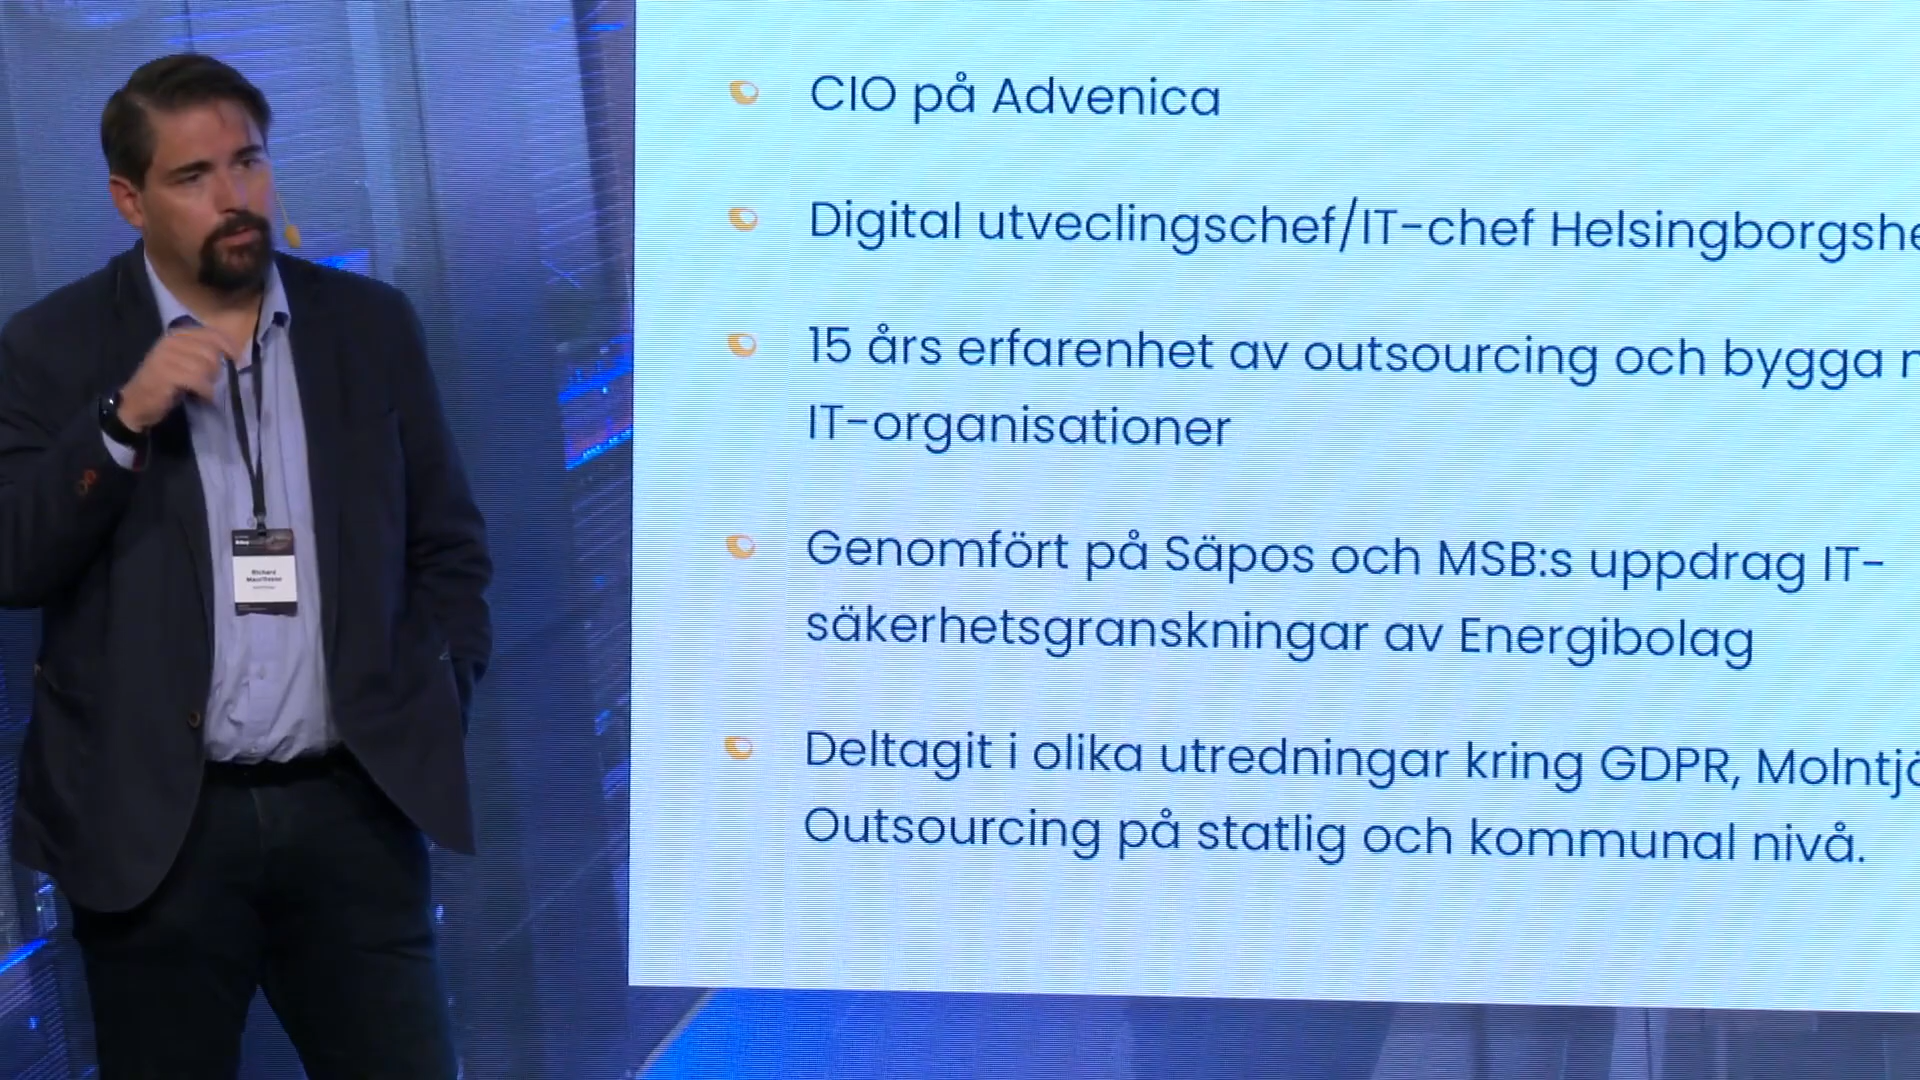 CIO på Advenica
Digital utveclingschef/IT-chef Helsingborgshe
15 års erfarenhet av outsourcing och bygga
IT-organisationer
Genomfört på Säpos och MSB:s uppdrag IT-
säkerhetsgranskningar av Energibolag
Deltagit i olika utredningar kring GDPR, Molntjä
Outsourcing på statlig och kommunal nivå.
Richard